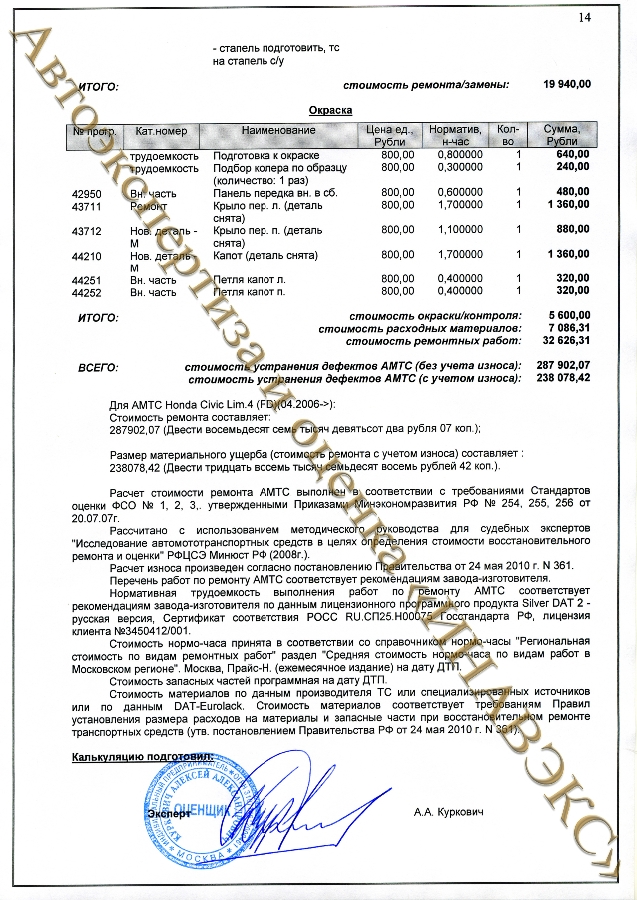 14
- стапель подготовить, тс
на стапель с/у
ИТОГО: стоимость ремонта/замены: 19 940,00
Окраска
№ прогр. Кат.номер Наименование Цена ед., Рубли Норматив, н-час Кол-во Сумма, Рубли
трудоемкость Подготовка к окраске 800,00 0,800000 1 640,00
трудоемкость Подбор колера по образцу 800,00 0,300000 1 240,00
(количество: 1 раз)
42950 Вн. часть Панель передка вн. в сб. 800,00 0,600000 1 480,00
43711 Ремонт Крыло пер. л. (деталь 800,00 1,700000 1 1 360,00
снята)
43712 Нов. деталь - Крыло пер. п. (деталь 800,00 1,100000 1 880,00
М снята)
44210 Нов. деталь - Капот (деталь снята) 800,00 1,700000 1 1 360,00
М
44251 Вн. часть Петля капот л. 800,00 0,400000 1 320,00
44252 Вн. часть Петля капот п. 800,00 0,400000 1 320,00
ИТОГО: стоимость окраски/контроля: 5 600,00
стоимость расходных материалов: 7 086,31
стоимость ремонтных работ: 32 626,31
ВСЕГО: стоимость устранения дефектов АМТС (без учета износа): 287 902,07
стоимость устранения дефектов АМТС (с учетом износа): 238 078,42
Для АМТС Honda Civic Lim.4 (FD)(04.2006->):
Стоимость ремонта составляет:
287902,07 (Двести восемьдесят семь тысяч девятьсот два рубля 07 коп.);
Размер материального ущерба (стоимость ремонта с учетом износа) составляет :
238078,42 (Двести тридцать вссемь тысяч семьдесят восемь рублей 42 коп.).
Расчет стоимости ремонта АМТС выполнен в соответствии с требованиями Стандартов
оценки ФСО № 1, 2, 3,. утвержденными Приказами Минэкономразвития РФ № 254, 255, 256 от
20.07.07г.
Рассчитано с использованием методического руководства для судебных экспертов
"Исследование автомототранспортных средств в целях определения стоимости восстановительного
ремонта и оценки" РФЦСЭ Минюст РФ (2008г.).
Расчет износа произведен согласно постановлению Правительства от 24 мая 2010 г. N 361.
Перечень работ по ремонту АМТС соответствует рекомендациям завода-изготовителя.
Нормативная трудоемкость выполнения работ по ремонту АМТС соответствует
рекомендациям завода-изготовителя по данным лицензионного программного продукта Silver DAT 2 -
русская версия, Сертификат соответствия РОСС RU.СП25.Н00075 Госстандарта РФ, лицензия
клиента №3450412/001.
Стоимость нормо-часа принята в соответствии со справочником нормо-часы "Региональная
стоимость по видам ремонтных работ" раздел "Средняя стоимость нормо-часа по видам работ в
Московском регионе". Москва, Прайс-Н. (ежемесячное издание) на дату ДТП.
Стоимость запасных частей программная на дату ДТП.
Стоимость материалов по данным производителя ТС или специализированных источников
или по данным DAT-Eurolack. Стоимость материалов соответствует требованиям Правил
установления размера расходов на материалы и запасные части при восстановительном ремонте
транспортных средств (утв. постановлением Правительства РФ от 24 мая 2010 г. N 361).
Калькуляцию подготовил:
Эксперт А.А. Куркович
ИНДИВИДУАЛЬНЫЙ ПРЕДПРИНИМАТЕЛЬ
КУРКОВИЧ АЛЕКСЕЙ
ОЦЕНЩИК
МОСКВА
Автоэкспертиза и оценка «ИНАВЭКС»